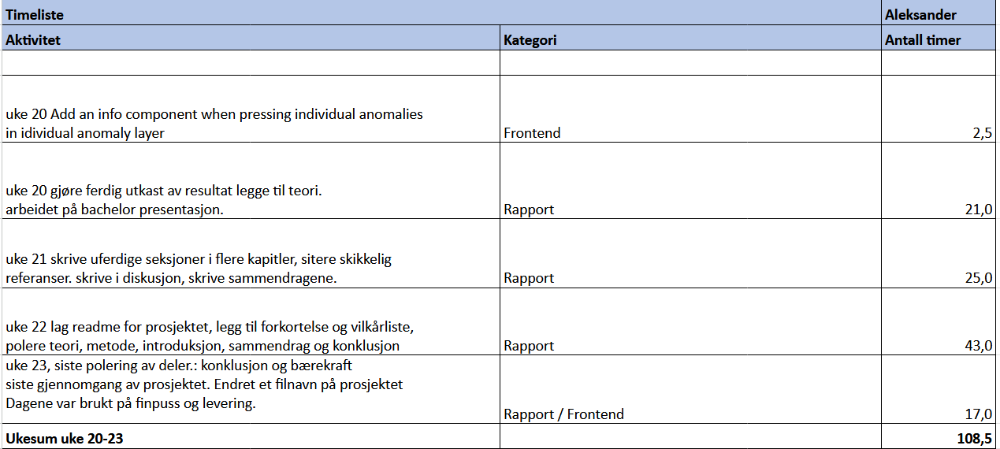 Timeliste Aleksander
Aktivitet Kategori Antall timer
uke 20 Add an info component when pressing individual anomalies
in idividual anomaly layer Frontend 2,5
uke 20 gjøre ferdig utkast av resultat legge til teori.
arbeidet på bachelor presentasjon. Rapport 21,0
uke 21 skrive uferdige seksjoner i flere kapitler, sitere skikkelig
referanser. skrive i diskusjon, skrive sammendragene. Rapport 25,0
uke 22 lag readme for prosjektet, legg til forkortelse og vilkårliste,
polere teori, metode, introduksjon, sammendrag og konklusjon Rapport 43,0
uke 23, siste polering av deler.: konklusjon og bærekraft
siste gjennomgang av prosjektet. Endret et filnavn på prosjektet
Dagene var brukt på finpuss og levering.
Rapport / Frontend 17,0
Ukesum uke 20-23 108,5